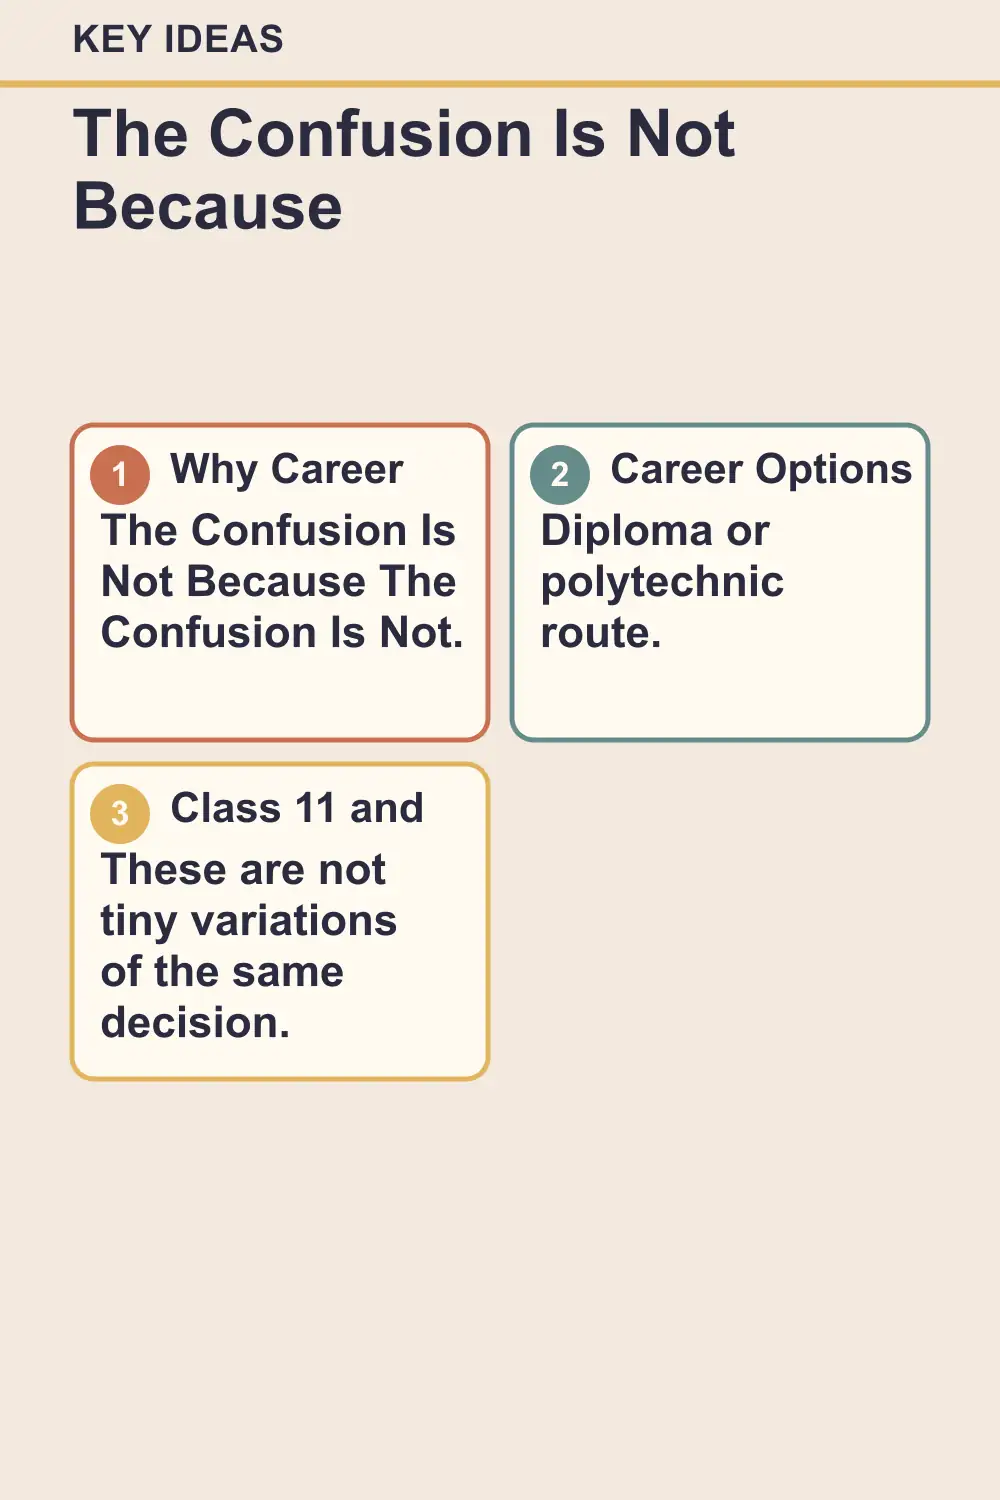 KEY IDEAS
The Confusion Is Not
Because
1 Why Career
The Confusion Is
Not Because The
Confusion Is Not.
2 Career Options
Diploma or
polytechnic
route.
3 Class 11 and
These are not
tiny variations
of the same
decision.